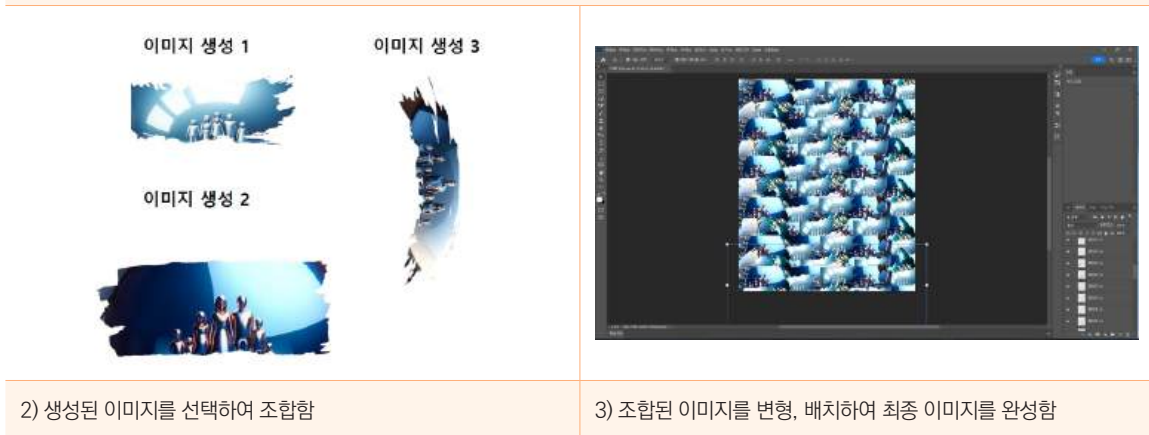 이미지 생성 1
이미지 생성 3
이미지 생성 2
2) 생성된 이미지를 선택하여 조합함
3) 조합된 이미지를 변형, 배치하여 최종 이미지를 완성함